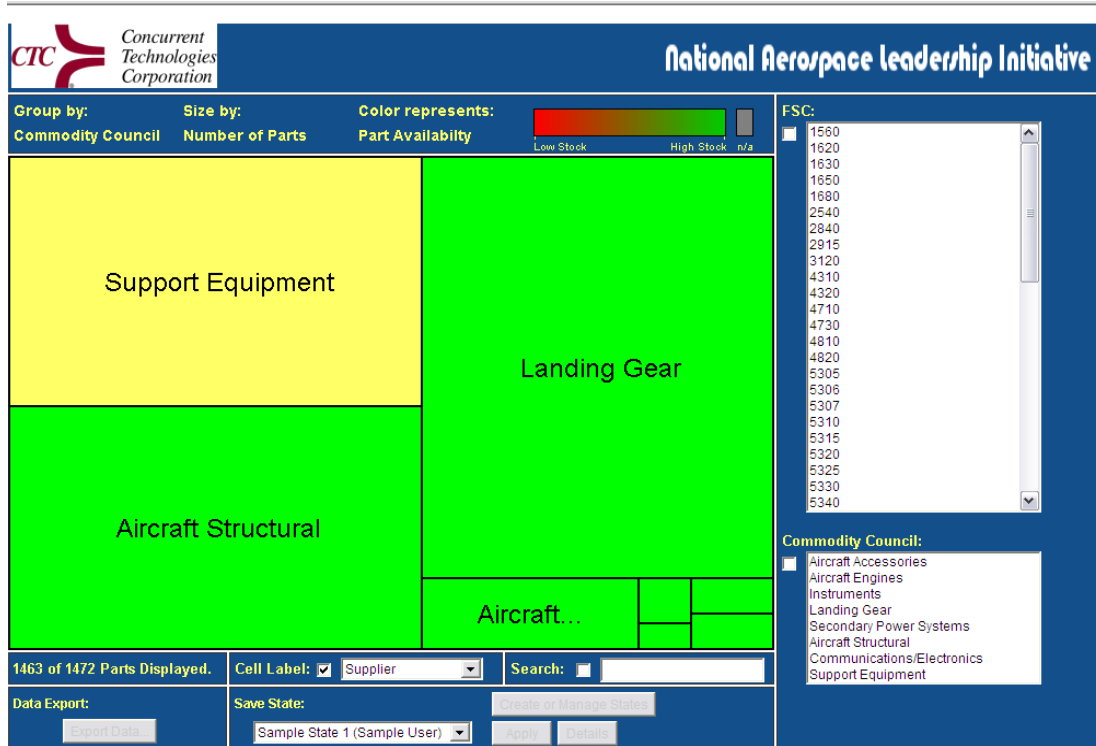 CTC
Concurrent
Technologies
Corporation
National Aerospace Leadership Initiative
Group by:
Commodity Council
Size by:
Number of Parts
Color represents:
Part Availabilty
Low Stock
High Stock
n/a
Support Equipment
Landing Gear
Aircraft Structural
Aircraft...
FSC:
1560
1620
1630
1650
1680
2540
2840
2915
3120
4310
4320
4710
4730
4810
4820
5305
5306
5307
5310
5315
5320
5325
5330
5340
Commodity Council:
Aircraft Accessories
Aircraft Engines
Instruments
Landing Gear
Secondary Power Systems
Aircraft Structural
Communications/Electronics
Support Equipment
1463 of 1472 Parts Displayed.
Cell Label:
Supplier
Search:
Data Export:
Export Data...
Save State:
Sample State 1 (Sample User)
Create or Manage States
Apply
Details